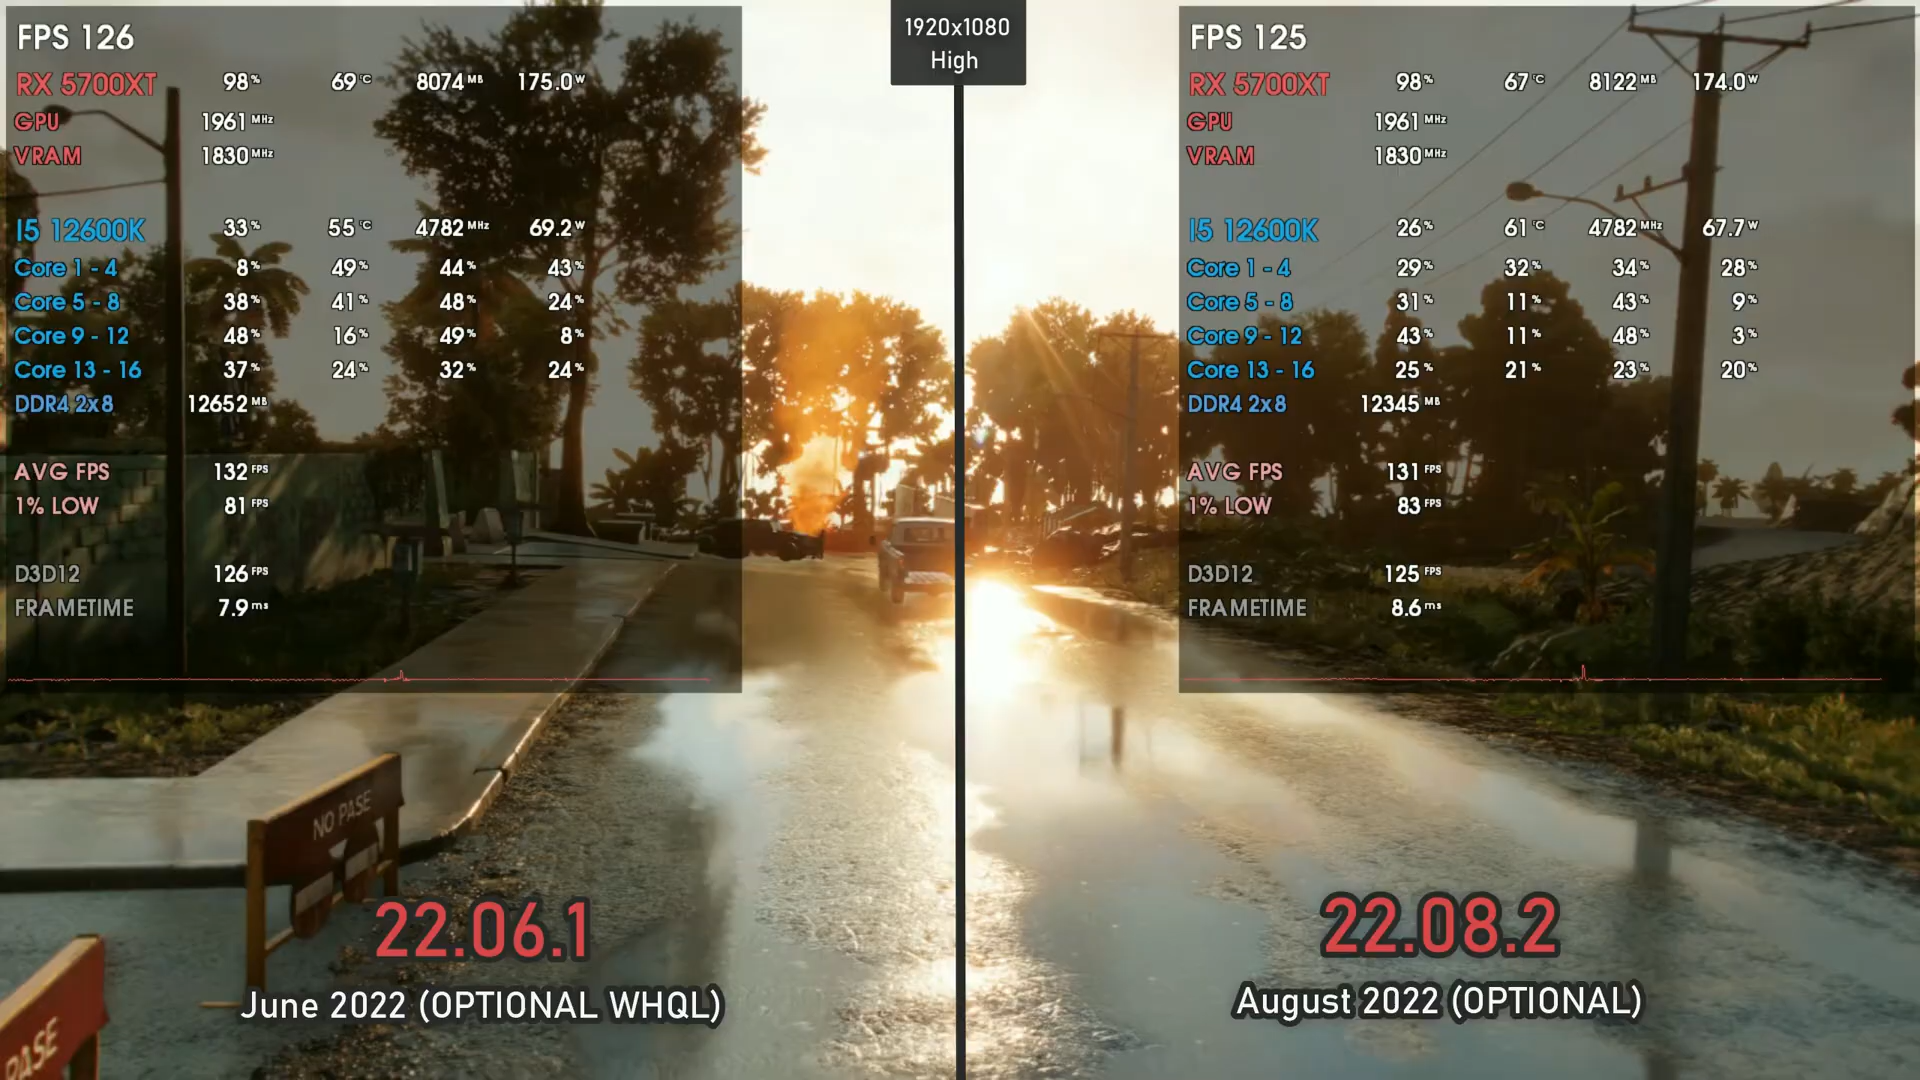 1920x1080
High
FPS 126
RX 5700XT 98% 69°C 8074MB 175.0W
GPU 1961MHz
VRAM 1830MHz
I5 12600K 33% 55°C 4782MHz 69.2W
Core 1 - 4 8% 49% 44% 43%
Core 5 - 8 38% 41% 48% 24%
Core 9 - 12 48% 16% 49% 8%
Core 13 - 16 37% 24% 32% 24%
DDR4 2x8 12652MB
AVG FPS 132FPS
1% LOW 81FPS
D3D12 126FPS
FRAMETIME 7.9ms
NO PASE
PASE
22.06.1
June 2022 (OPTIONAL WHQL)
FPS 125
RX 5700XT 98% 67°C 8122MB 174.0W
GPU 1961MHz
VRAM 1830MHz
I5 12600K 26% 61°C 4782MHz 67.7W
Core 1 - 4 29% 32% 34% 28%
Core 5 - 8 31% 11% 43% 9%
Core 9 - 12 43% 11% 48% 3%
Core 13 - 16 25% 21% 23% 20%
DDR4 2x8 12345MB
AVG FPS 131FPS
1% LOW 83FPS
D3D12 125FPS
FRAMETIME 8.6ms
22.08.2
August 2022 (OPTIONAL)